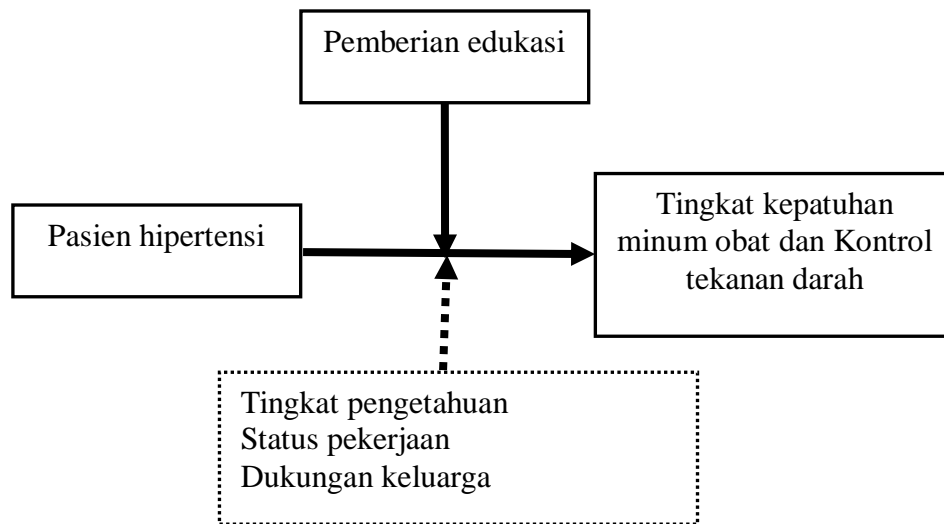 Pemberian edukasi
Pasien hipertensi
Tingkat kepatuhan
minum obat dan Kontrol
tekanan darah
Tingkat pengetahuan
Status pekerjaan
Dukungan keluarga